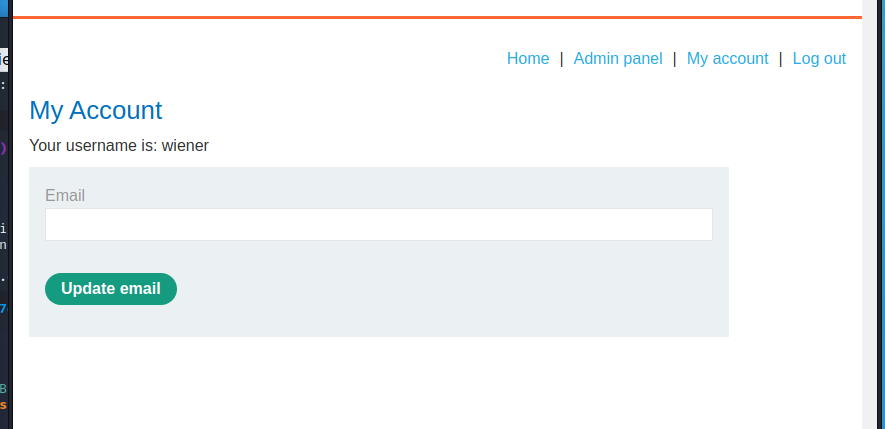 Home | Admin panel | My account | Log out
My Account
Your username is: wiener
Email
Update email